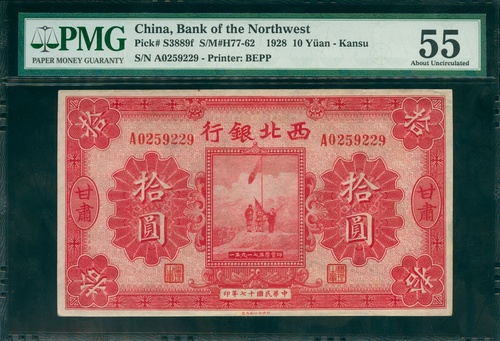 PMG
PAPER MONEY GUARANTY
China, Bank of the Northwest
Pick# S3889f S/M#H77-62 1928 10 Yüan - Kansu
S/N A0259229 - Printer: BEPP
55
About Uncirculated
拾
拾
行銀北西
A0259229
A0259229
甘肅
拾圓
拾圓
甘肅
拾
拾
印年七十國民華中